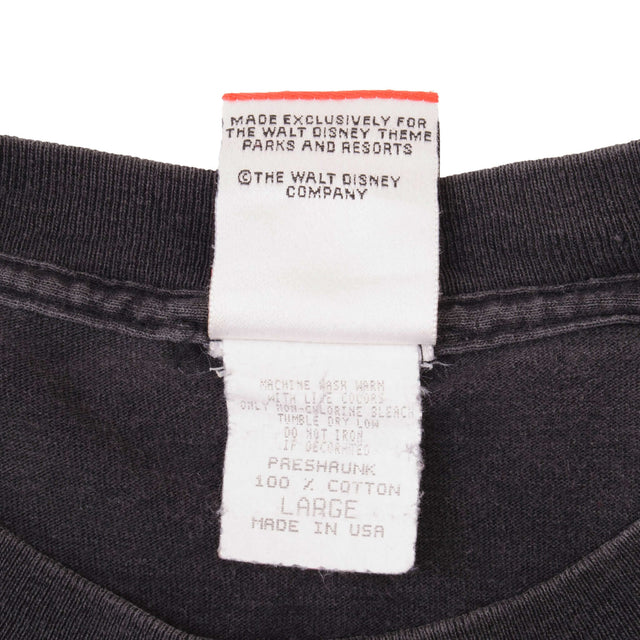 MADE EXCLUSIVELY FOR
THE WALT DISNEY THEME
PARKS AND RESORTS
©THE WALT DISNEY
COMPANY
MACHINE WASH WARM
WITH LIKE COLORS
ONLY NON-CHLORINE BLEACH
TUMBLE DRY LOW
DO NOT IRON
IF DECORATED
PRESHRUNK
100 % COTTON
LARGE
MADE IN USA